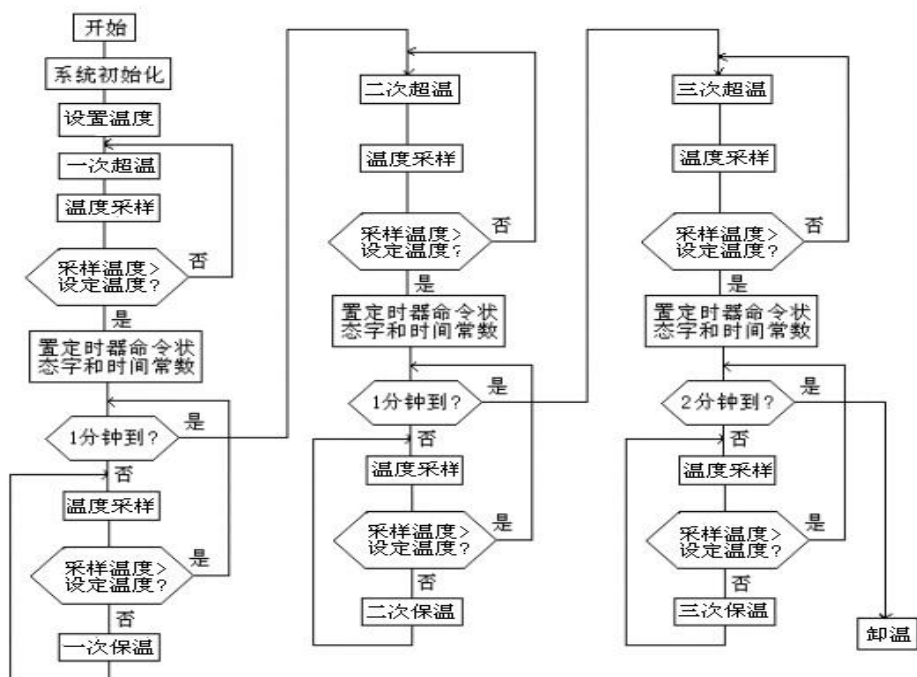 开始
系统初始化
设置温度
一次超温
温度采样
采样温度>
设定温度?
否
是
置定时器命令状
态字和时间常数
1分钟到?
是
否
温度采样
采样温度>
设定温度?
是
否
一次保温
二次超温
温度采样
采样温度>
设定温度?
否
是
置定时器命令状
态字和时间常数
1分钟到?
是
否
温度采样
采样温度>
设定温度?
是
否
二次保温
三次超温
温度采样
采样温度>
设定温度?
否
是
置定时器命令状
态字和时间常数
2分钟到?
是
否
温度采样
采样温度>
设定温度?
是
否
三次保温
卸温